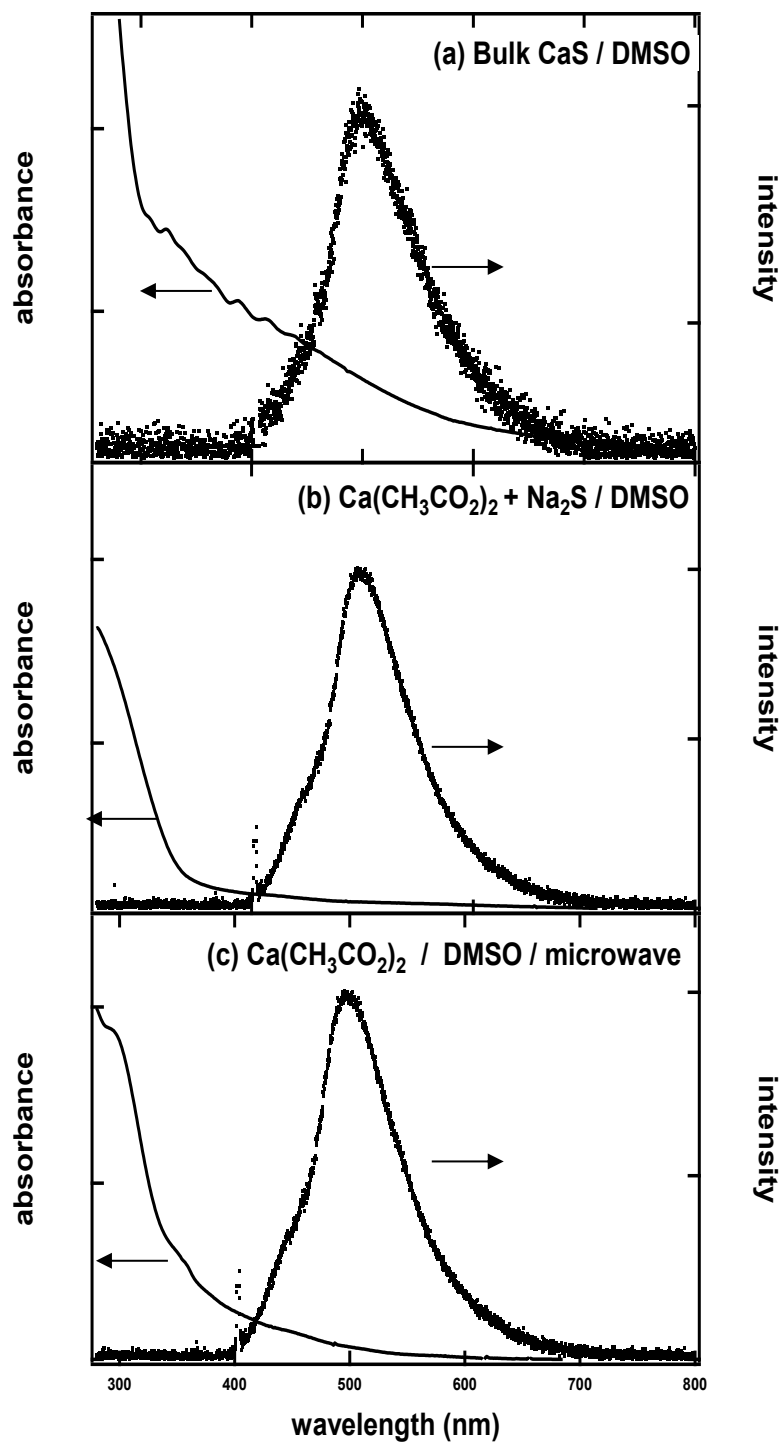 (a) Bulk CaS / DMSO
absorbance
intensity
(b) Ca(CH₃CO₂)₂ + Na₂S / DMSO
absorbance
intensity
(c) Ca(CH₃CO₂)₂ / DMSO / microwave
absorbance
intensity
300 400 500 600 700 800
wavelength (nm)